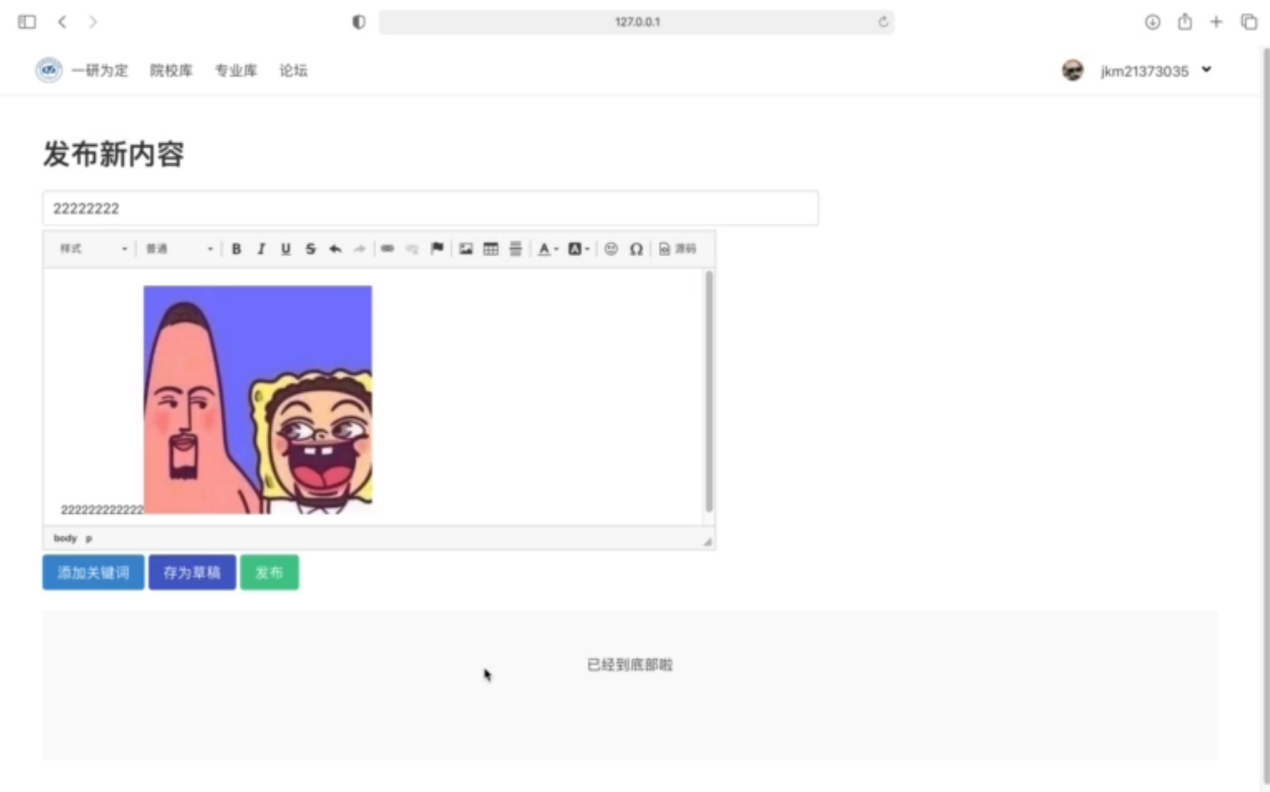 127.0.0.1
一研为定 院校库 专业库 论坛 jkm21373035
发布新内容
22222222
样式 普通 B I U S A A Ω 源码
222222222222
body p
添加关键词 存为草稿 发布
已经到底部啦